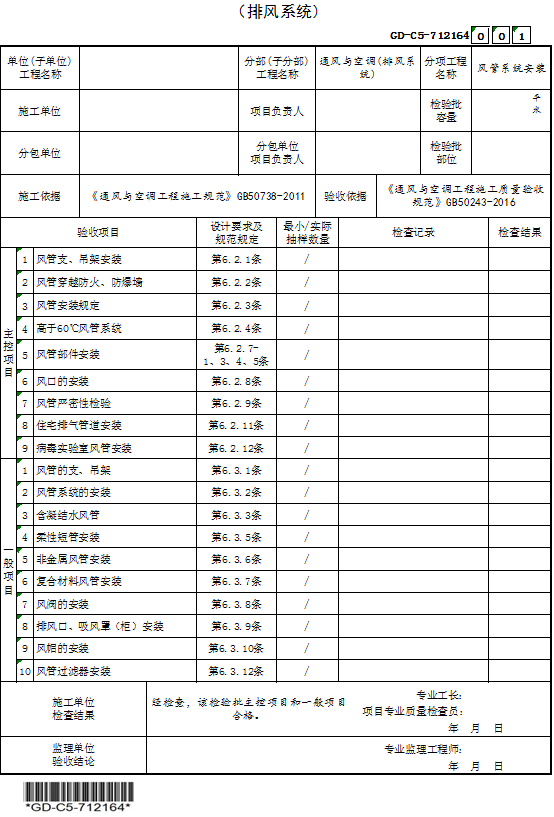 （排风系统）
GD-C5-712164 0 0 1
单位(子单位)
工程名称
分部(子分部)
工程名称
通风与空调(排风系
统)
分项工程
名称
风管系统安装
施工单位
项目负责人
检验批
容量
千
水
分包单位
分包单位
项目负责人
检验批
部位
施工依据
《通风与空调工程施工规范》GB50738-2011
验收依据
《通风与空调工程施工质量验收
规范》GB50243-2016
验收项目
设计要求及
规范规定
最小/实际
抽样数量
检查记录
检查结果
主控项目
1 风管支、吊架安装 第6.2.1条 /
2 风管穿越防火、防爆墙 第6.2.2条 /
3 风管安装规定 第6.2.3条 /
4 高于60℃风管系统 第6.2.4条 /
5 风管部件安装 第6.2.7-
1、3、4、5条 /
6 风口的安装 第6.2.8条 /
7 风管严密性检验 第6.2.9条 /
8 住宅排气管道安装 第6.2.11条 /
9 病毒实验室风管安装 第6.2.12条 /
一般项目
1 风管的支、吊架 第6.3.1条 /
2 风管系统的安装 第6.3.2条 /
3 含凝结水风管 第6.3.3条 /
4 柔性短管安装 第6.3.5条 /
5 非金属风管安装 第6.3.6条 /
6 复合材料风管安装 第6.3.7条 /
7 风阀的安装 第6.3.8条 /
8 排风口、吸风罩（柜）安装 第6.3.9条 /
9 风帽的安装 第6.3.10条 /
10 风管过滤器安装 第6.3.12条 /
施工单位
检查结果
经检查，该检验批主控项目和一般项目
合格。
专业工长：
项目专业质量检查员：
年 月 日
监理单位
验收结论
专业监理工程师：
年 月 日
*GD-C5-712164*